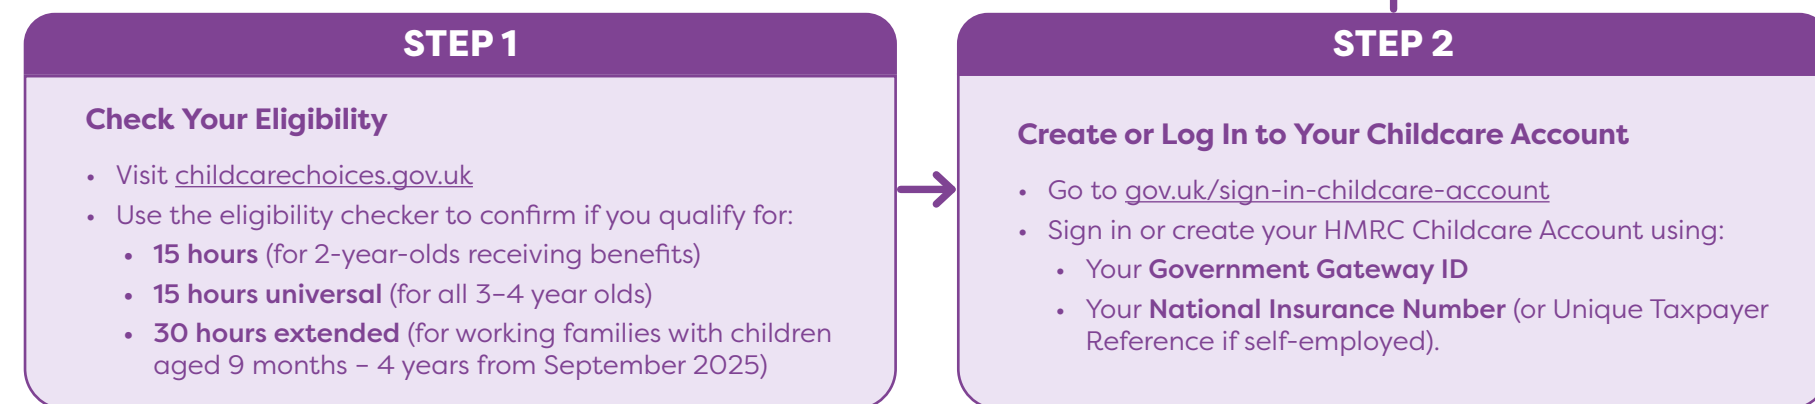 STEP 1
Check Your Eligibility
• Visit childcarechoices.gov.uk
• Use the eligibility checker to confirm if you qualify for:
• 15 hours (for 2-year-olds receiving benefits)
• 15 hours universal (for all 3–4 year olds)
• 30 hours extended (for working families with children
aged 9 months – 4 years from September 2025)
STEP 2
Create or Log In to Your Childcare Account
• Go to gov.uk/sign-in-childcare-account
• Sign in or create your HMRC Childcare Account using:
• Your Government Gateway ID
• Your National Insurance Number (or Unique Taxpayer
Reference if self-employed).